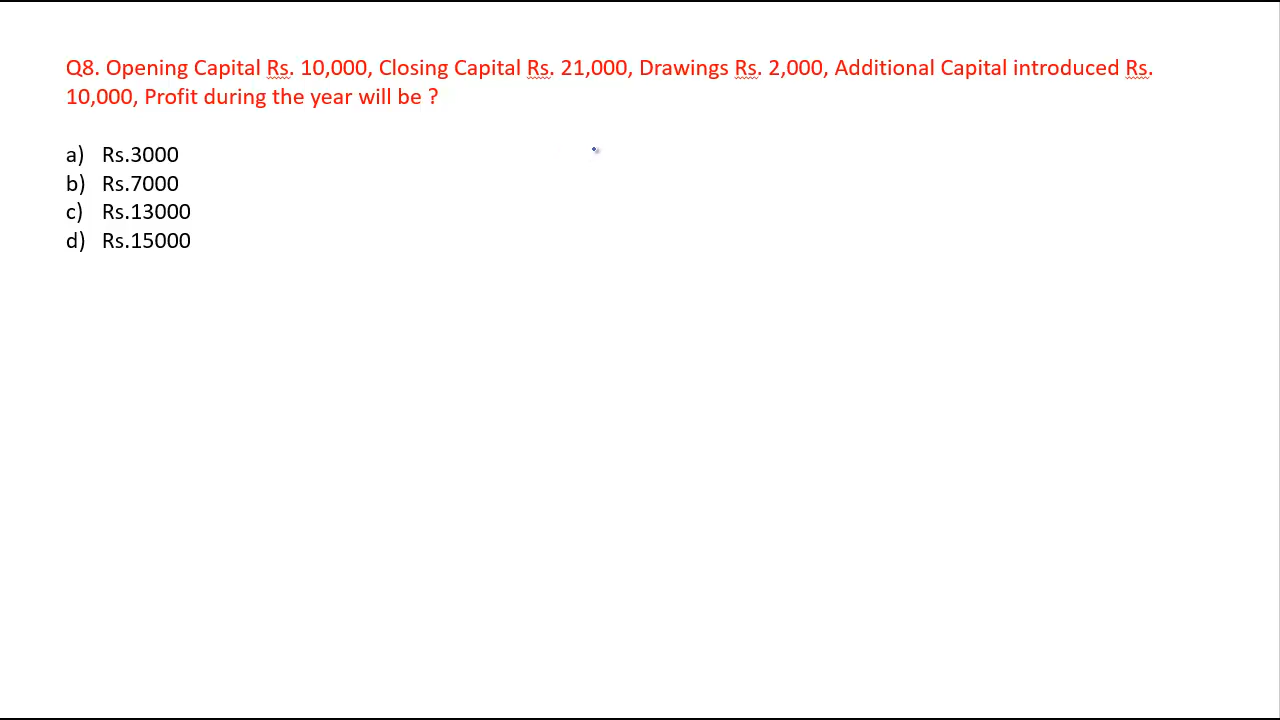 Q8. Opening Capital Rs. 10,000, Closing Capital Rs. 21,000, Drawings Rs. 2,000, Additional Capital introduced Rs.
10,000, Profit during the year will be ?
a) Rs.3000
b) Rs.7000
c) Rs.13000
d) Rs.15000